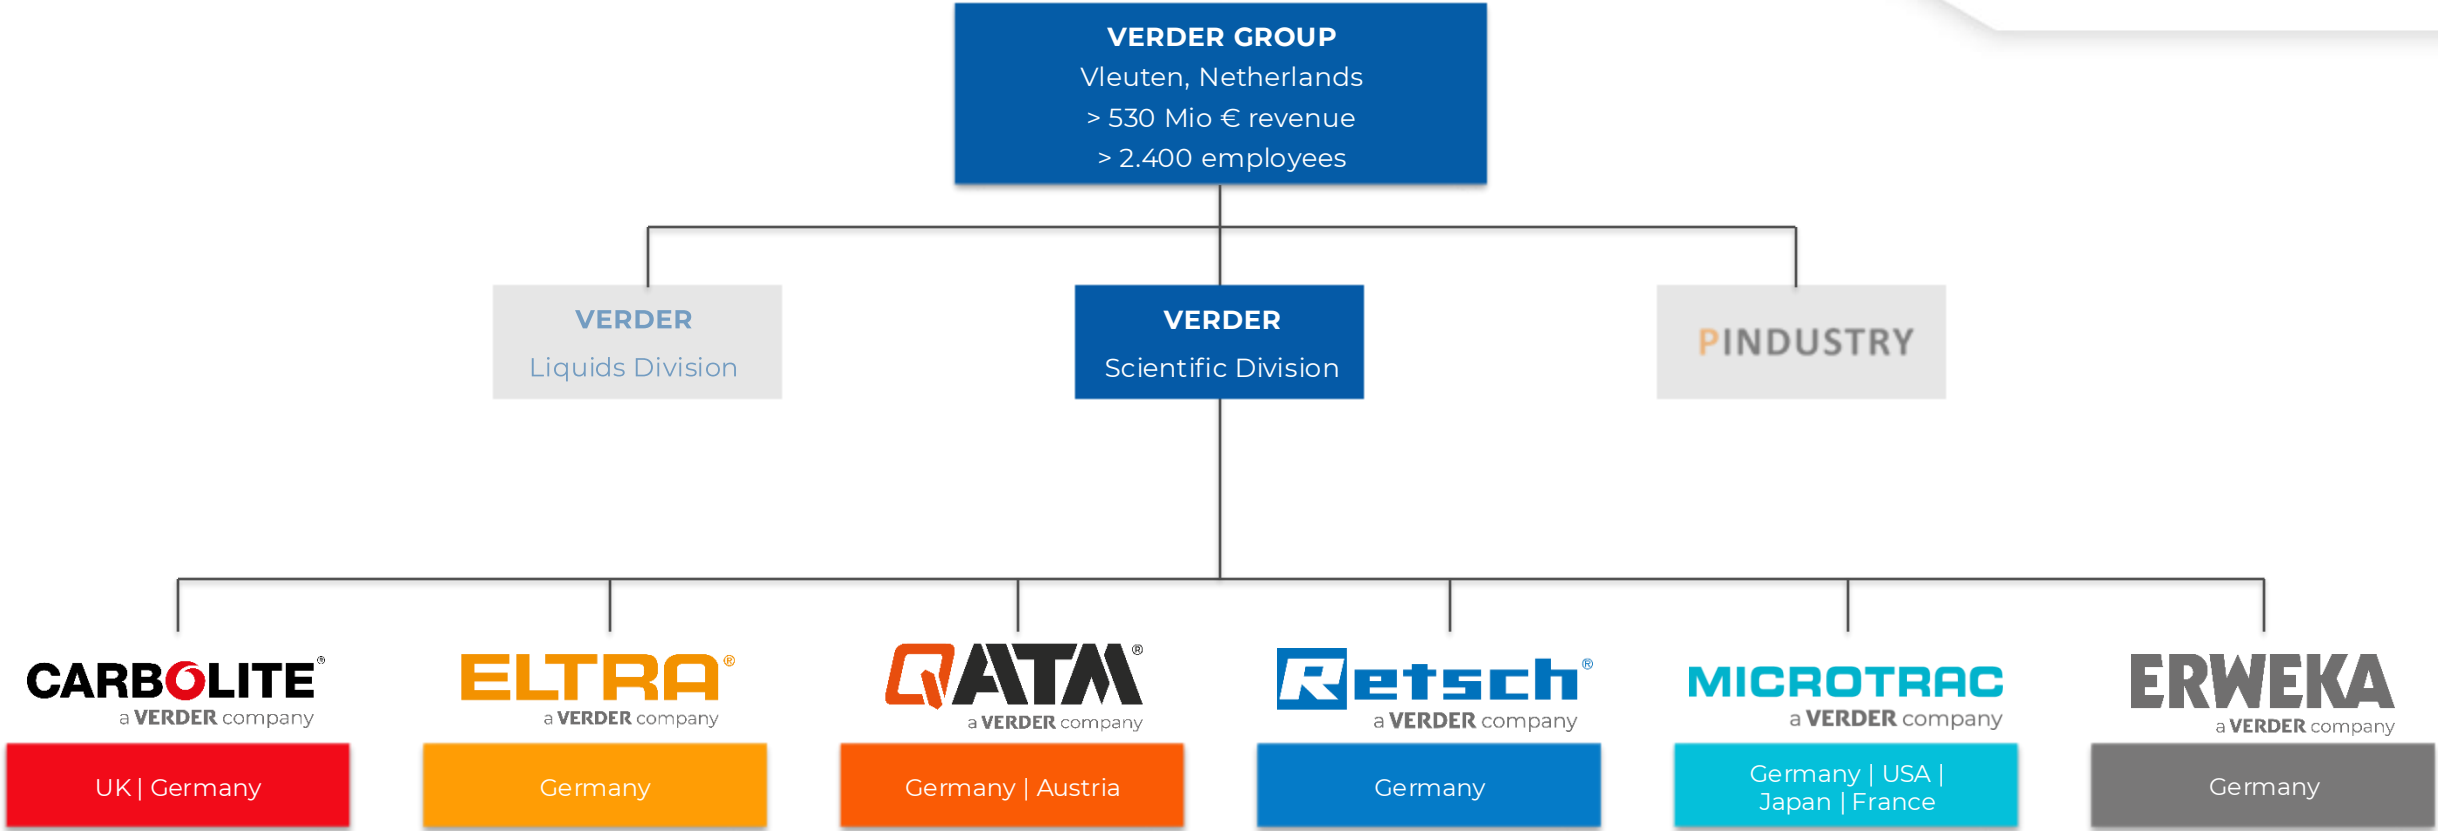 VERDER GROUP
Vleuten, Netherlands
> 530 Mio € revenue
> 2.400 employees
VERDER
Liquids Division
VERDER
Scientific Division
PINDUSTRY
CARBOLITE®
a VERDER company
UK | Germany
ELTRA®
a VERDER company
Germany
QATM®
a VERDER company
Germany | Austria
Retsch®
a VERDER company
Germany
MICROTRAC
a VERDER company
Germany | USA |
Japan | France
ERWEKA
a VERDER company
Germany